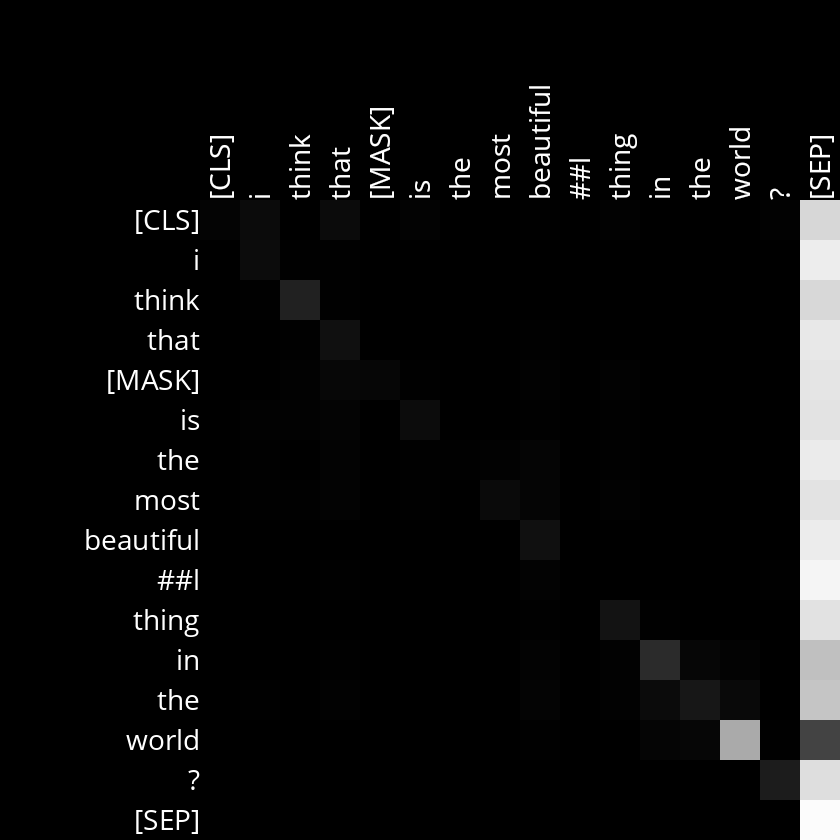 [CLS] i think that [MASK] is the most beautiful ##l thing in the world ? [SEP]
[CLS]
i
think
that
[MASK]
is
the
most
beautiful
##l
thing
in
the
world
?
[SEP]